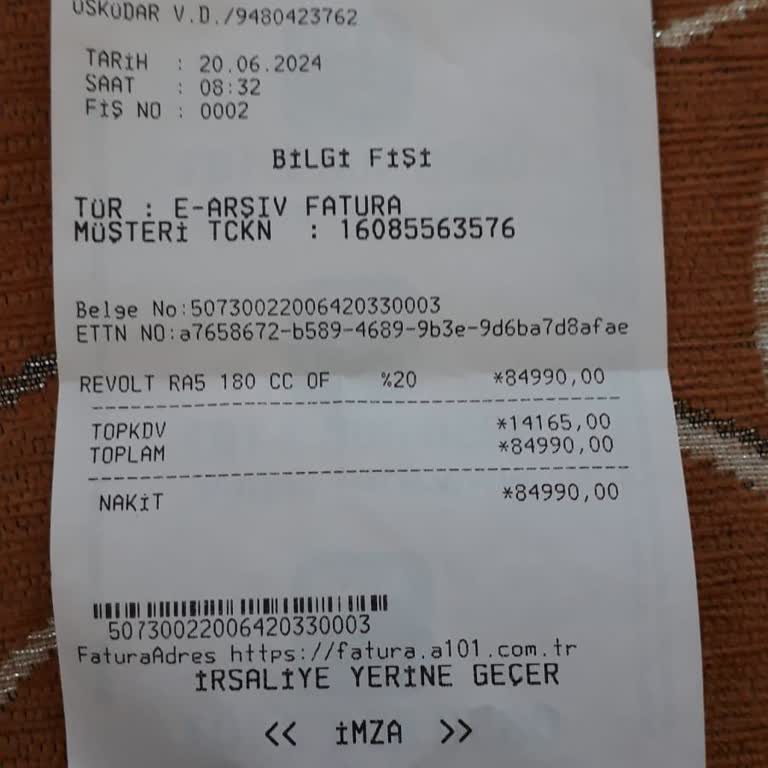 ÜSKÜDAR V.D./9480423762
TARİH : 20.06.2024
SAAT : 08:32
FİŞ NO : 0002
BİLGİ FİŞİ
TÜR : E-ARŞIV FATURA
MÜŞTERİ TCKN : 16085563576
Belge No:50730022006420330003
ETTN NO:a7658672-b589-4689-9b3e-9d6ba7d8afae
REVOLT RA5 180 CC OF %20 *84990,00
TOPKDV *14165,00
TOPLAM *84990,00
NAKİT *84990,00
50730022006420330003
FaturaAdres https://fatura.a101.com.tr
İRSALİYE YERİNE GEÇER
<< İMZA >>